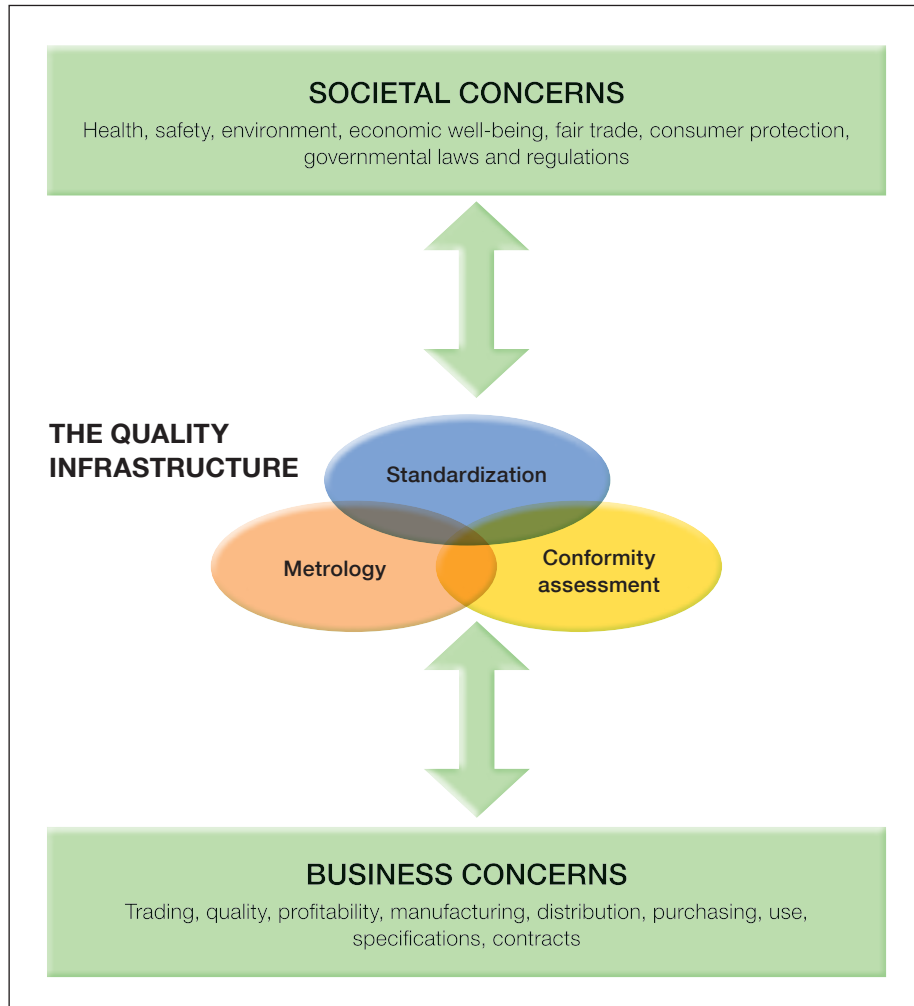 SOCIETAL CONCERNS
Health, safety, environment, economic well-being, fair trade, consumer protection,
governmental laws and regulations
THE QUALITY
INFRASTRUCTURE
Standardization
Metrology
Conformity
assessment
BUSINESS CONCERNS
Trading, quality, profitability, manufacturing, distribution, purchasing, use,
specifications, contracts